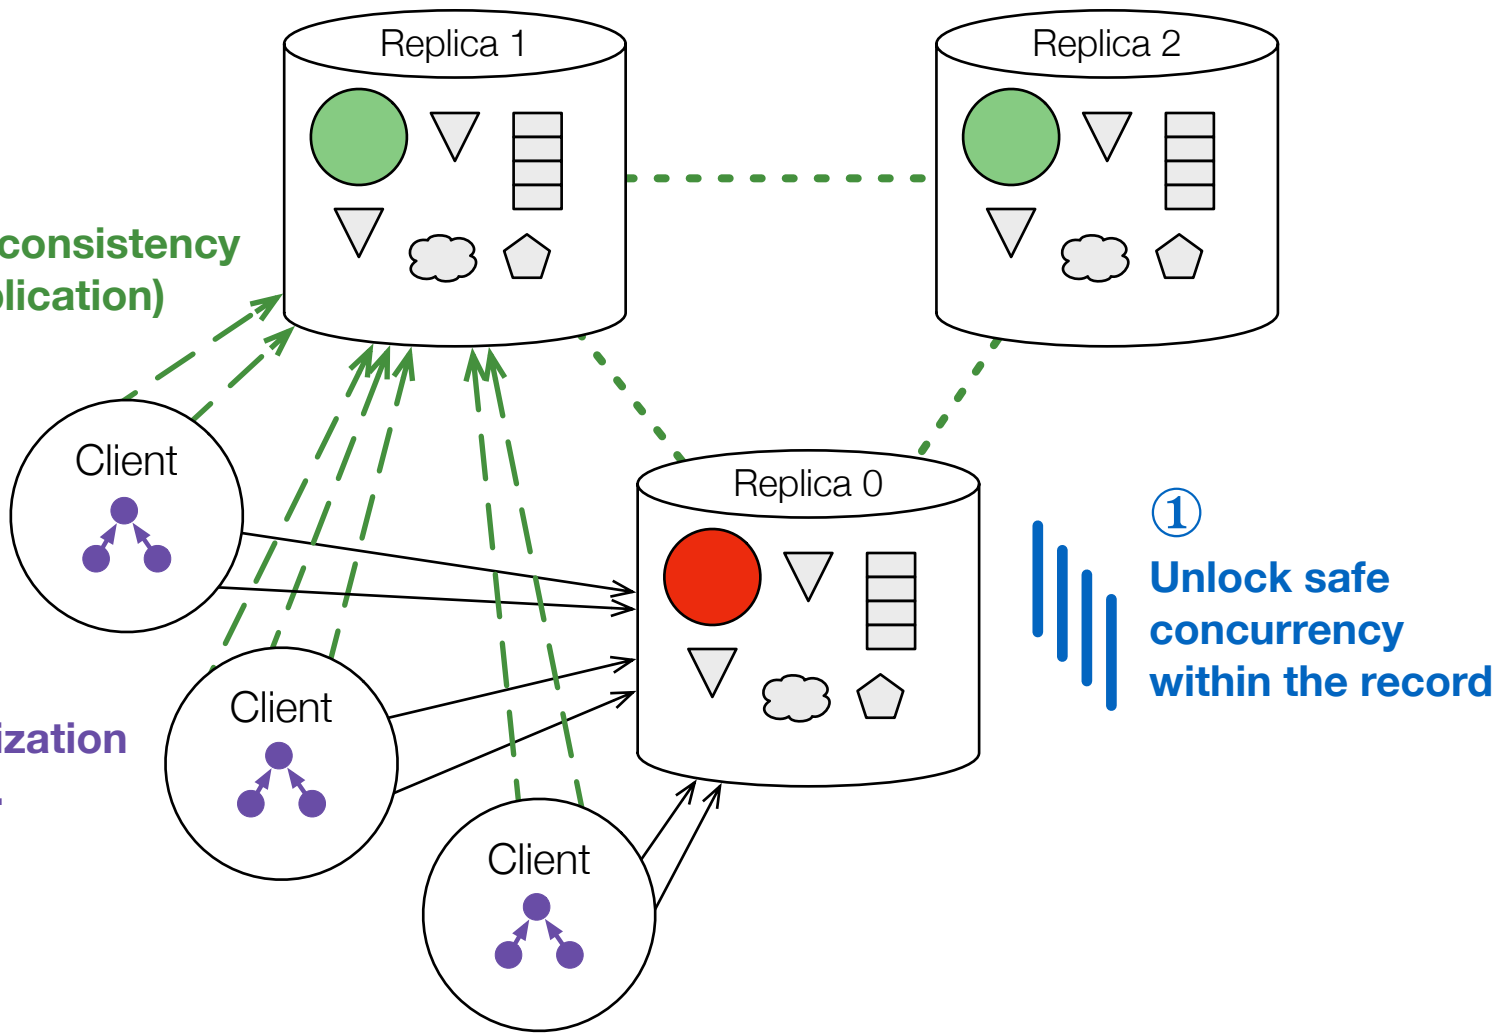 Replica 1
Replica 2
consistency
plication)
Client
Replica 0
①
Unlock safe
concurrency
within the record
Client
ization
Client